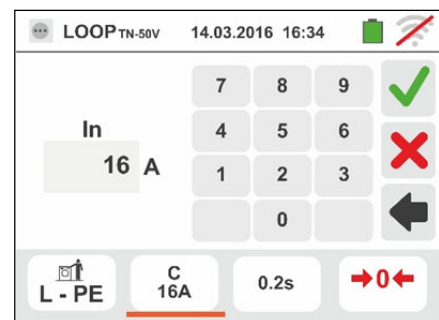 LOOP TN-50V 14.03.2016 16:34
7 8 9
In
4 5 6
16 A
1 2 3
0
L - PE
C
16A
0.2s
0